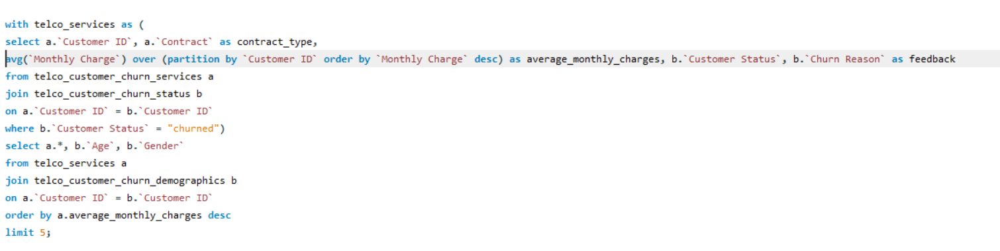 with telco_services as (
select a.`Customer ID`, a.`Contract` as contract_type,
avg(`Monthly Charge`) over (partition by `Customer ID` order by `Monthly Charge` desc) as average_monthly_charges, b.`Customer Status`, b.`Churn Reason` as feedback
from telco_customer_churn_services a
join telco_customer_churn_status b
on a.`Customer ID` = b.`Customer ID`
where b.`Customer Status` = "churned")
select a.*, b.`Age`, b.`Gender`
from telco_services a
join telco_customer_churn_demographics b
on a.`Customer ID` = b.`Customer ID`
order by a.average_monthly_charges desc
limit 5;